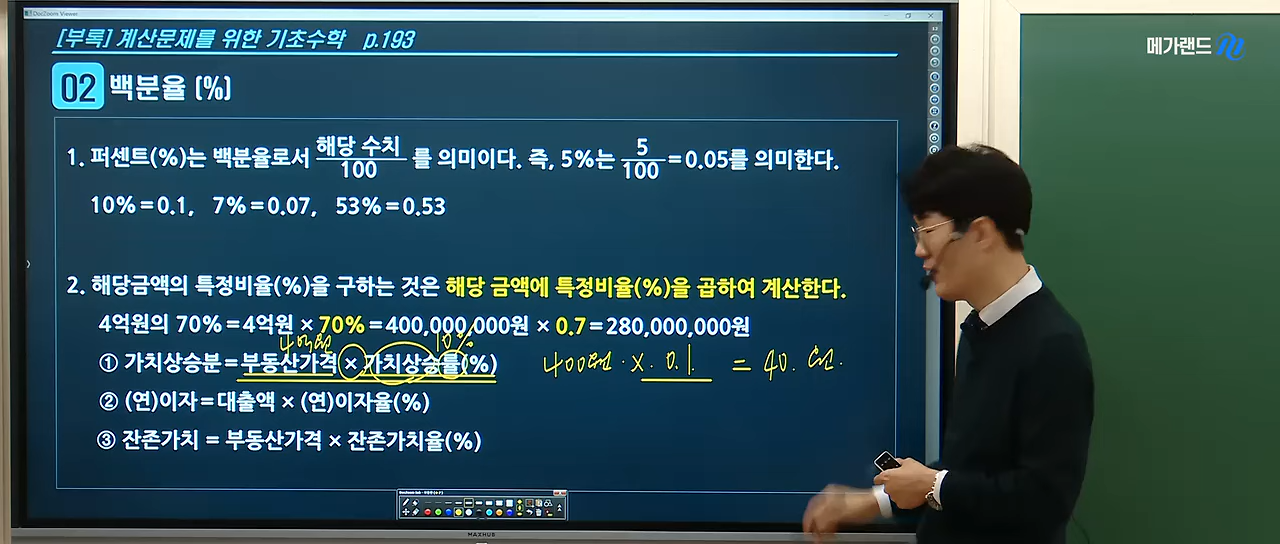 DocZoom Viewer
[부록] 계산문제를 위한 기초수학 p.193
메가랜드
02 백분율 (%)
1. 퍼센트(%)는 백분율로서 해당 수치/100 를 의미이다. 즉, 5%는 5/100=0.05를 의미한다.
10%=0.1, 7%=0.07, 53%=0.53
2. 해당금액의 특정비율(%)을 구하는 것은 해당 금액에 특정비율(%)을 곱하여 계산한다.
4억원의 70%=4억원×70%=400,000,000원×0.7=280,000,000원
10%
① 가치상승분=부동산가격×가치상승률(%) 400만원 × 0.1 = 40만원.
② (연)이자=대출액×(연)이자율(%)
③ 잔존가치 = 부동산가격 × 잔존가치율(%)
MAXHUB